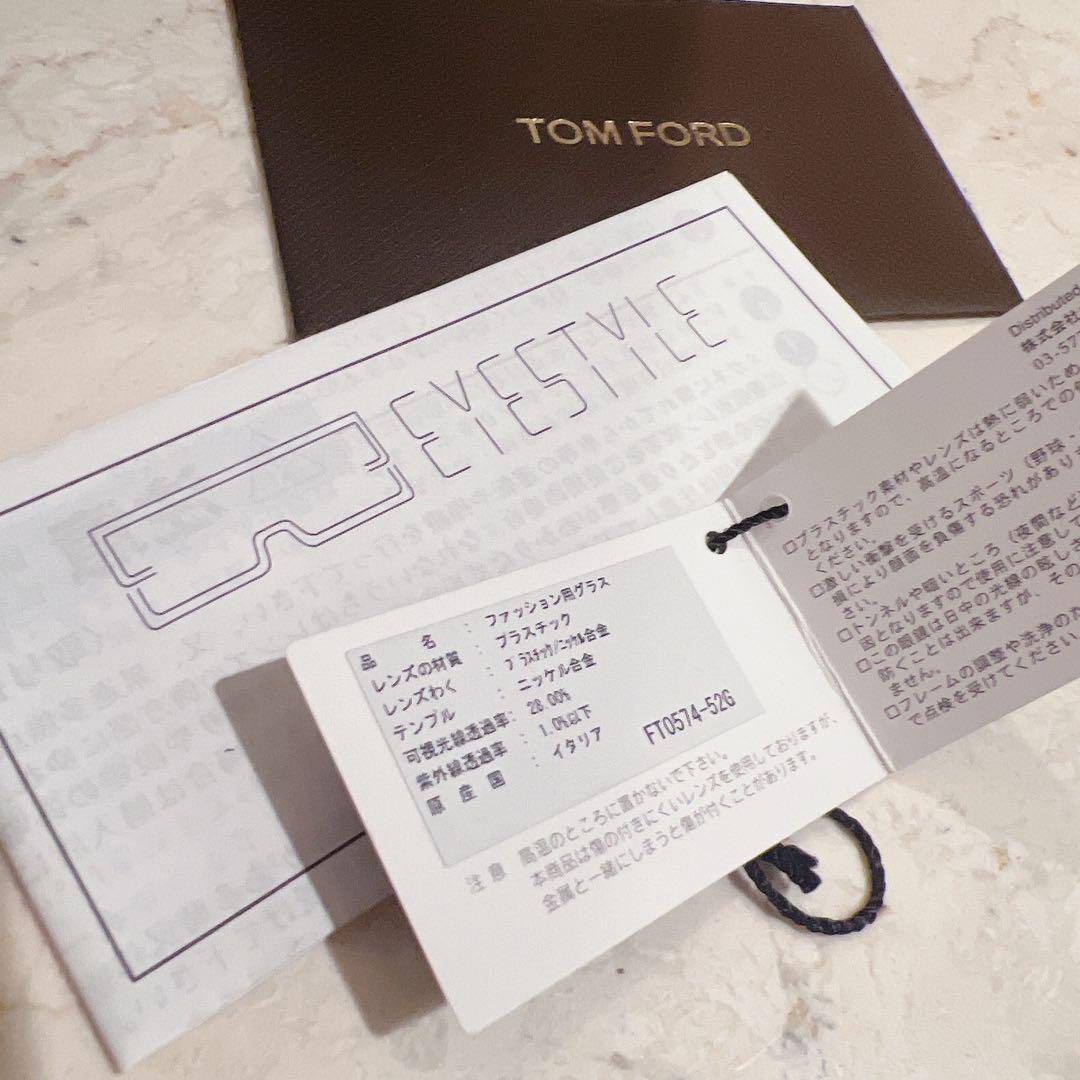 TOM FORD
EYESTYLE
品 名 : ファッション用グラス
レンズの材質 : プラスチック
レンズわく : プラスチック/ニッケル合金
テンプル : ニッケル合金
可視光線透過率 : 28.00%
紫外線透過率 : 1.0%以下
原 産 国 : イタリア
FT0574-52G
注意 高温のところに置かないで下さい。
本商品は傷の付きにくいレンズを使用しておりますが、
金属と一緒にしまうと傷が付くことがあります。
Distributed
株式会社
03-57
□プラスチック素材やレンズは熱に弱いため
となりますので、高温になるところでの
ください。
□激しい衝撃を受けるスポーツ（野球・
損により顔面を負傷する恐れがあり
さい。
□トンネルや暗いところ（夜間など
因となりますので使用に注意して
□この眼鏡は日中の光線の眩しさ
防ぐことは出来ますが、その
ません。
□フレームの調整や洗浄のた
で点検を受けてください